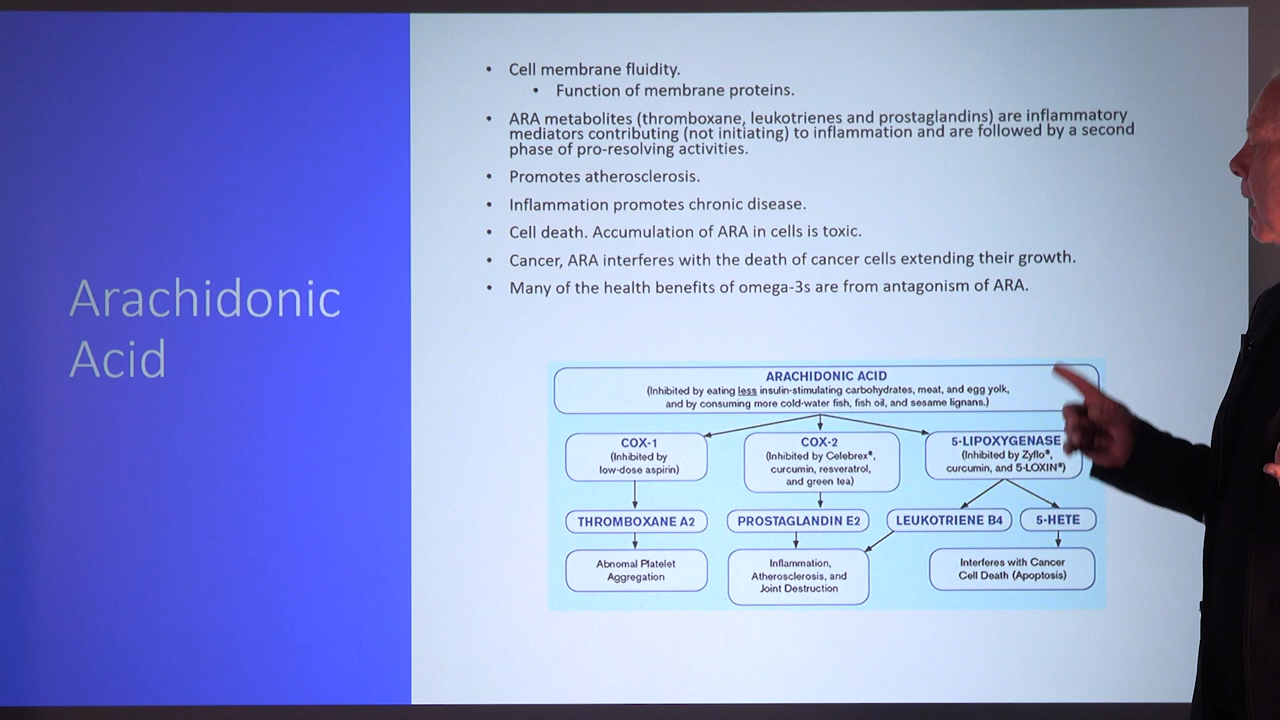 Arachidonic
Acid
• Cell membrane fluidity.
• Function of membrane proteins.
• ARA metabolites (thromboxane, leukotrienes and prostaglandins) are inflammatory
mediators contributing (not initiating) to inflammation and are followed by a second
phase of pro-resolving activities.
• Promotes atherosclerosis.
• Inflammation promotes chronic disease.
• Cell death. Accumulation of ARA in cells is toxic.
• Cancer, ARA interferes with the death of cancer cells extending their growth.
• Many of the health benefits of omega-3s are from antagonism of ARA.
ARACHIDONIC ACID
(Inhibited by eating less insulin-stimulating carbohydrates, meat, and egg yolk,
and by consuming more cold-water fish, fish oil, and sesame lignans.)
COX-1
(Inhibited by
low-dose aspirin)
COX-2
(Inhibited by Celebrex®,
curcumin, resveratrol,
and green tea)
5-LIPOXYGENASE
(Inhibited by Zyflo®,
curcumin, and 5-LOXIN®)
THROMBOXANE A2
PROSTAGLANDIN E2
LEUKOTRIENE B4
5-HETE
Abnomal Platelet
Aggregation
Inflammation,
Atherosclerosis, and
Joint Destruction
Interferes with Cancer
Cell Death (Apoptosis)